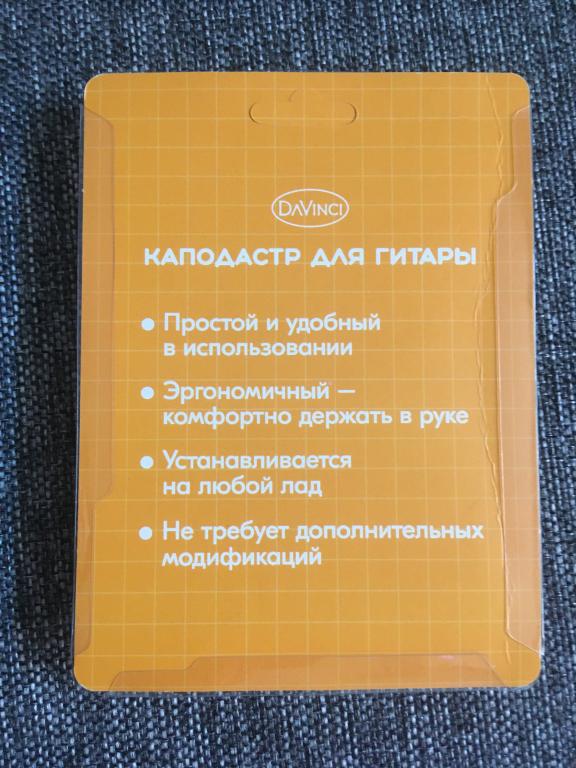 DAVINCI
КАПОДАСТР ДЛЯ ГИТАРЫ
● Простой и удобный
в использовании
● Эргономичный —
комфортно держать в руке
● Устанавливается
на любой лад
● Не требует дополнительных
модификаций